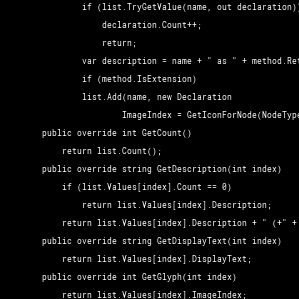 if (list.TryGetValue(name, out declaration))
declaration.Count++;
return;
var description = name + " as " + method.Ret
if (method.IsExtension)
list.Add(name, new Declaration
ImageIndex = GetIconForNode(NodeType
public override int GetCount()
return list.Count();
public override string GetDescription(int index)
if (list.Values[index].Count == 0)
return list.Values[index].Description;
return list.Values[index].Description + " (+" +
public override string GetDisplayText(int index)
return list.Values[index].DisplayText;
public override int GetGlyph(int index)
return list.Values[index].ImageIndex;